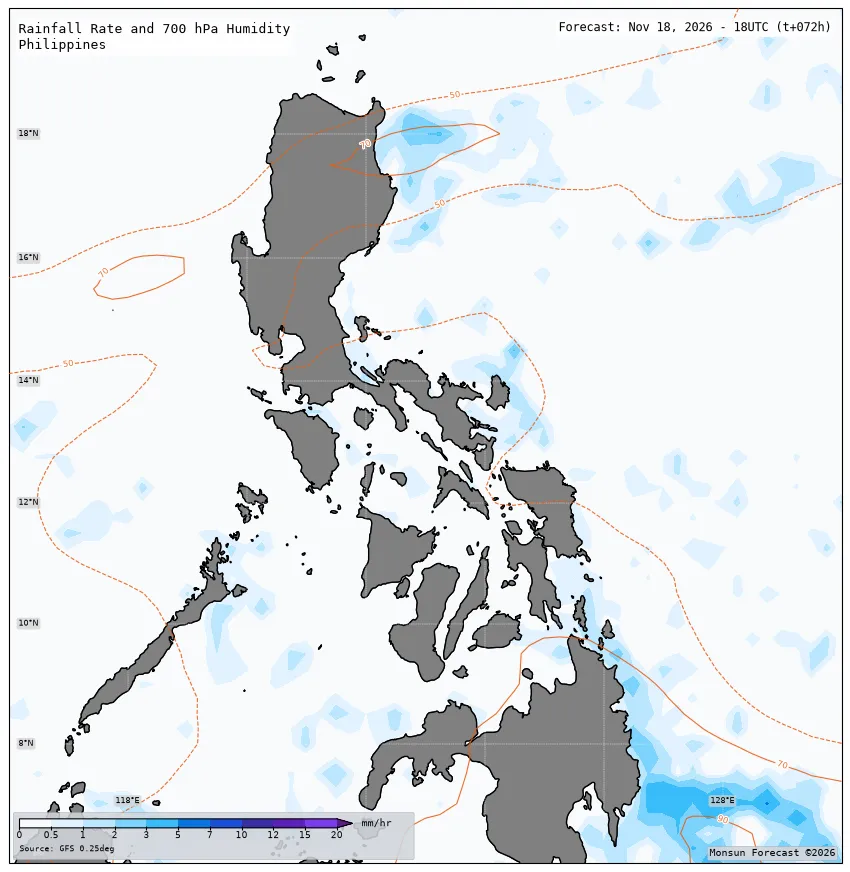 Rainfall Rate and 700 hPa Humidity
Philippines
Forecast: Nov 18, 2026 - 18UTC (t+072h)
50
18°N
70
50
16°N
70
50
14°N
12°N
10°N
8°N
70
118°E
128°E
90
0 0.5 1 2 3 5 7 10 12 15 20 mm/hr
Source: GFS 0.25deg
Monsun Forecast ©2026